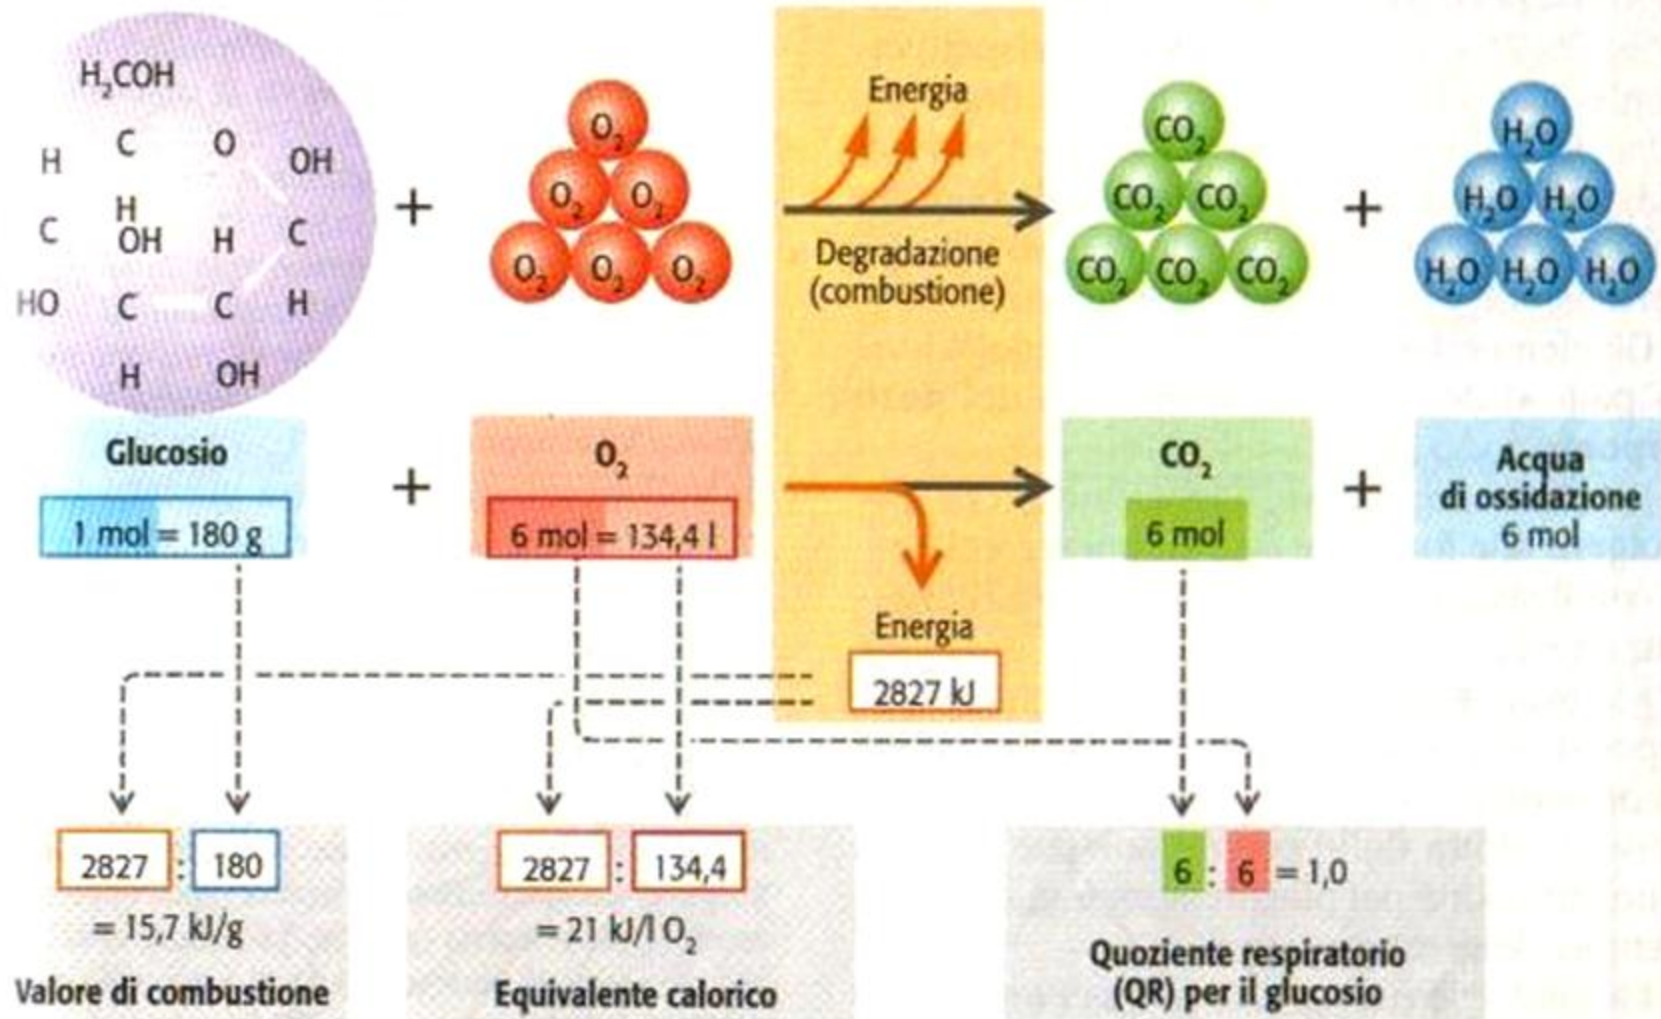 H₂COH
C O
H OH
H
C OH H C
HO C C H
H OH
+
O₂
O₂ O₂
O₂ O₂ O₂
Energia
Degradazione
(combustione)
CO₂
CO₂ CO₂
CO₂ CO₂ CO₂
+
H₂O
H₂O H₂O
H₂O H₂O H₂O
Glucosio
1 mol = 180 g
+
O₂
6 mol = 134,4 l
Energia
2827 kJ
CO₂
6 mol
+
Acqua
di ossidazione
6 mol
2827 : 180
= 15,7 kJ/g
Valore di combustione
2827 : 134,4
= 21 kJ/l O₂
Equivalente calorico
6 : 6 = 1,0
Quoziente respiratorio
(QR) per il glucosio